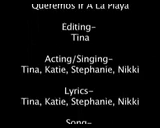 Queremos Ir A La Playa
Editing-
Tina
Acting/Singing-
Tina, Katie, Stephanie, Nikki
Lyrics-
Tina, Katie, Stephanie, Nikki
Song-